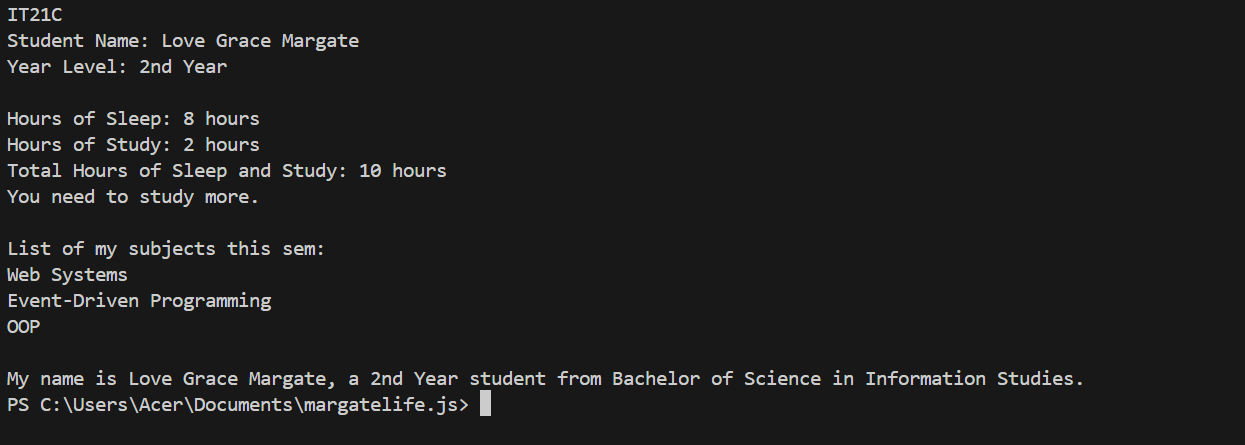 IT21C
Student Name: Love Grace Margate
Year Level: 2nd Year
Hours of Sleep: 8 hours
Hours of Study: 2 hours
Total Hours of Sleep and Study: 10 hours
You need to study more.
List of my subjects this sem:
Web Systems
Event-Driven Programming
OOP
My name is Love Grace Margate, a 2nd Year student from Bachelor of Science in Information Studies.
PS C:\Users\Acer\Documents\margatelife.js>